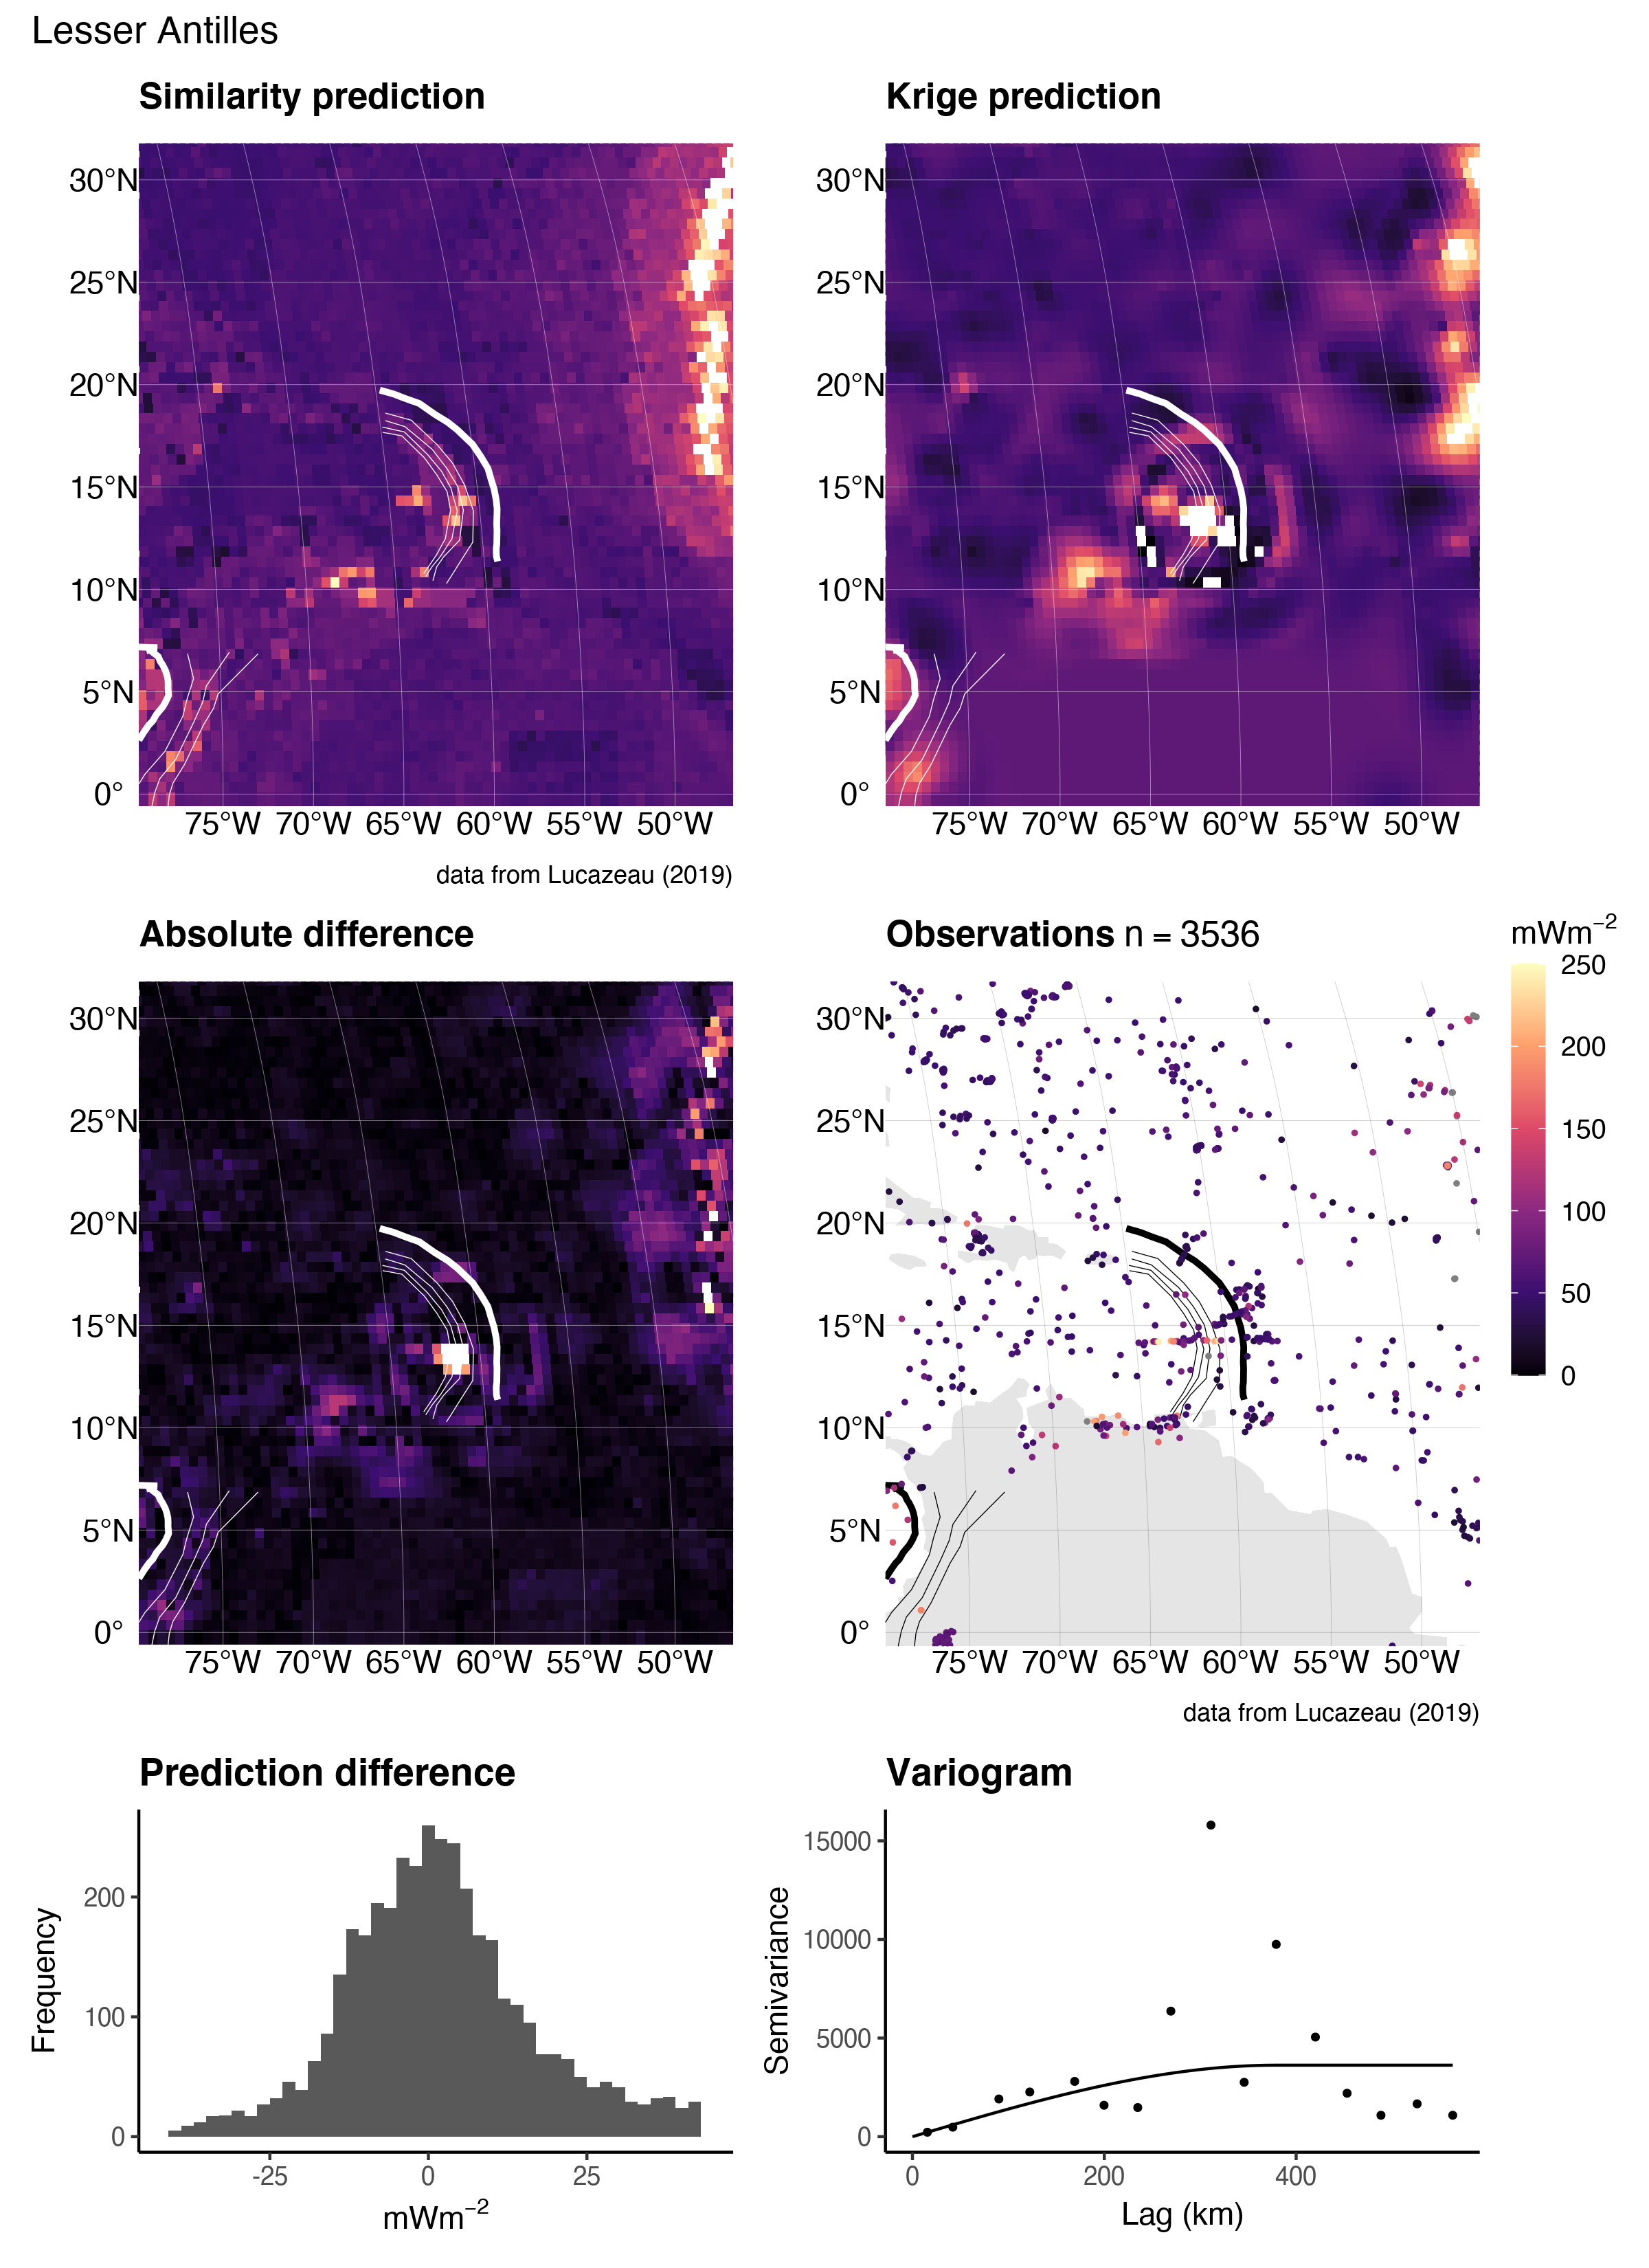 Lesser Antilles
Similarity prediction
Krige prediction
30°N
25°N
20°N
15°N
10°N
5°N
0°
75°W 70°W 65°W 60°W 55°W 50°W
30°N
25°N
20°N
15°N
10°N
5°N
0°
75°W 70°W 65°W 60°W 55°W 50°W
data from Lucazeau (2019)
Absolute difference
Observations n = 3536
30°N
25°N
20°N
15°N
10°N
5°N
0°
75°W 70°W 65°W 60°W 55°W 50°W
30°N
25°N
20°N
15°N
10°N
5°N
0°
75°W 70°W 65°W 60°W 55°W 50°W
data from Lucazeau (2019)
mWm⁻²
250
200
150
100
50
0
Prediction difference
Frequency
200
100
0
-25 0 25
mWm⁻²
Variogram
Semivariance
15000
10000
5000
0
0 200 400
Lag (km)